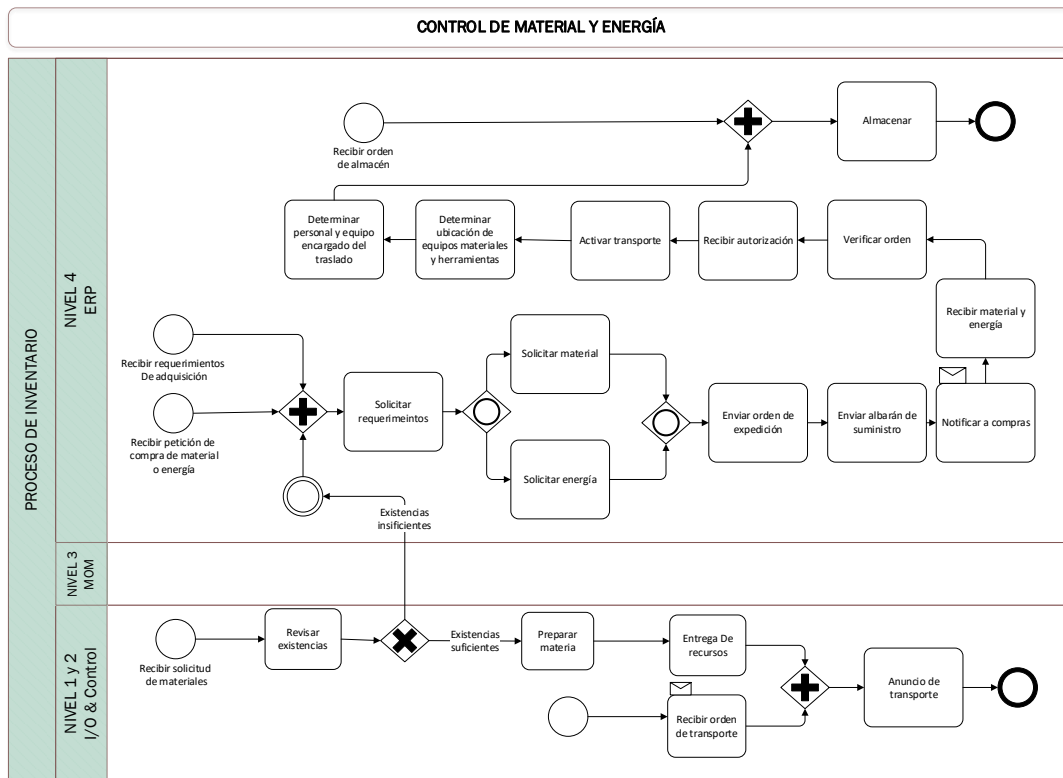 CONTROL DE MATERIAL Y ENERGÍA
PROCESO DE INVENTARIO
NIVEL 4
ERP
Recibir orden
de almacén
Almacenar
Determinar
personal y equipo
encargado del
traslado
Determinar
ubicación de
equipos materiales
y herramientas
Activar transporte
Recibir autorización
Verificar orden
Recibir material y
energía
Recibir requerimientos
De adquisición
Recibir petición de
compra de material
o energía
Solicitar
requerimeintos
Solicitar material
Solicitar energía
Enviar orden de
expedición
Enviar albarán de
suministro
Notificar a compras
Existencias
insificientes
NIVEL 3
MOM
NIVEL 1 y 2
I/O & Control
Recibir solicitud
de materiales
Revisar
existencias
Existencias
suficientes
Preparar
materia
Entrega De
recursos
Recibir orden
de transporte
Anuncio de
transporte